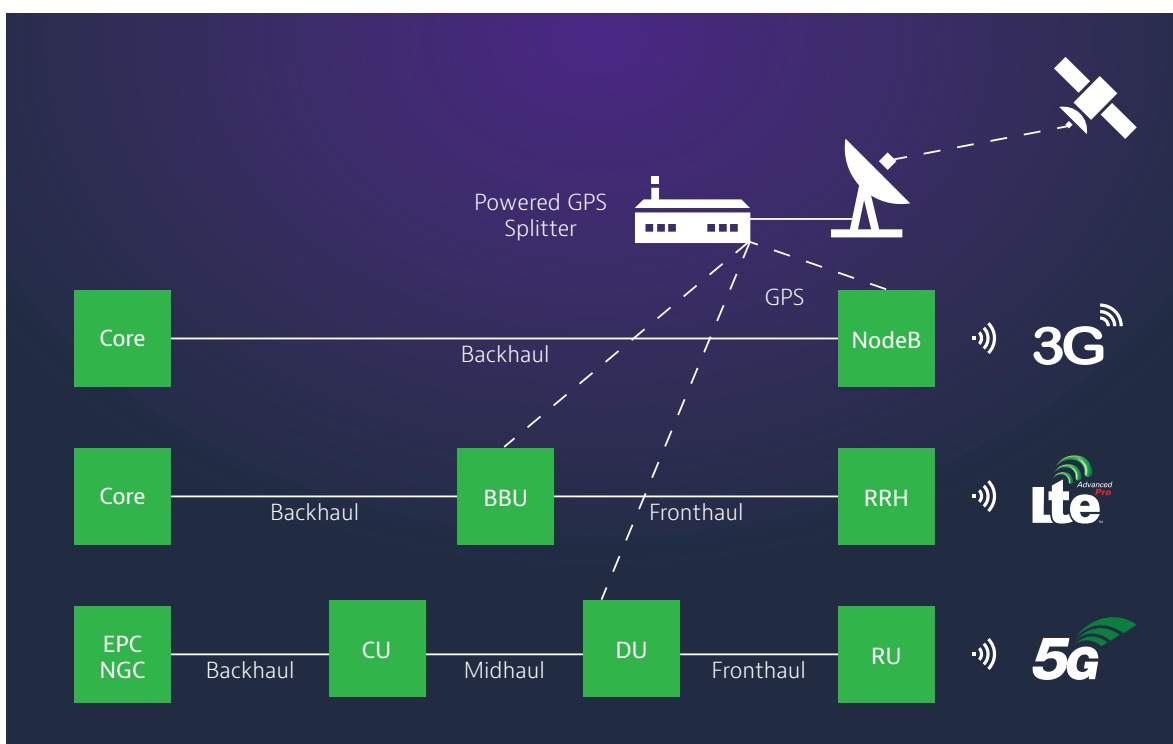 Powered GPS
Splitter
GPS
Core
Backhaul
NodeB
3G
Core
Backhaul
BBU
Fronthaul
RRH
Lte
Advanced
Pro
EPC
NGC
Backhaul
CU
Midhaul
DU
Fronthaul
RU
5G